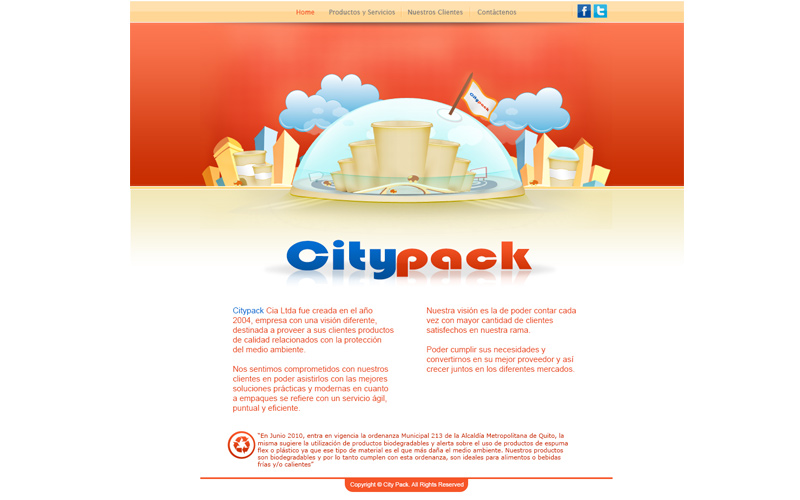 Home Productos y Servicios Nuestros Clientes Contáctenos
Citypack
Citypack
Citypack Cia Ltda fue creada en el año
2004, empresa con una visión diferente,
destinada a proveer a sus clientes productos
de calidad relacionados con la protección
del medio ambiente.
Nos sentimos comprometidos con nuestros
clientes en poder asistirlos con las mejores
soluciones prácticas y modernas en cuanto
a empaques se refiere con un servicio ágil,
puntual y eficiente.
Nuestra visión es la de poder contar cada
vez con mayor cantidad de clientes
satisfechos en nuestra rama.
Poder cumplir sus necesidades y
convertirnos en su mejor proveedor y así
crecer juntos en los diferentes mercados.
"En Junio 2010, entra en vigencia la ordenanza Municipal 213 de la Alcaldía Metropolitana de Quito, la
misma sugiere la utilización de productos biodegradables y alerta sobre el uso de productos de espuma
flex o plástico ya que ese tipo de material es el que más daña el medio ambiente. Nuestros productos
son biodegradables y por lo tanto cumplen con esta ordenanza, son ideales para alimentos o bebidas
frías y/o calientes"
Copyright © City Pack. All Rights Reserved